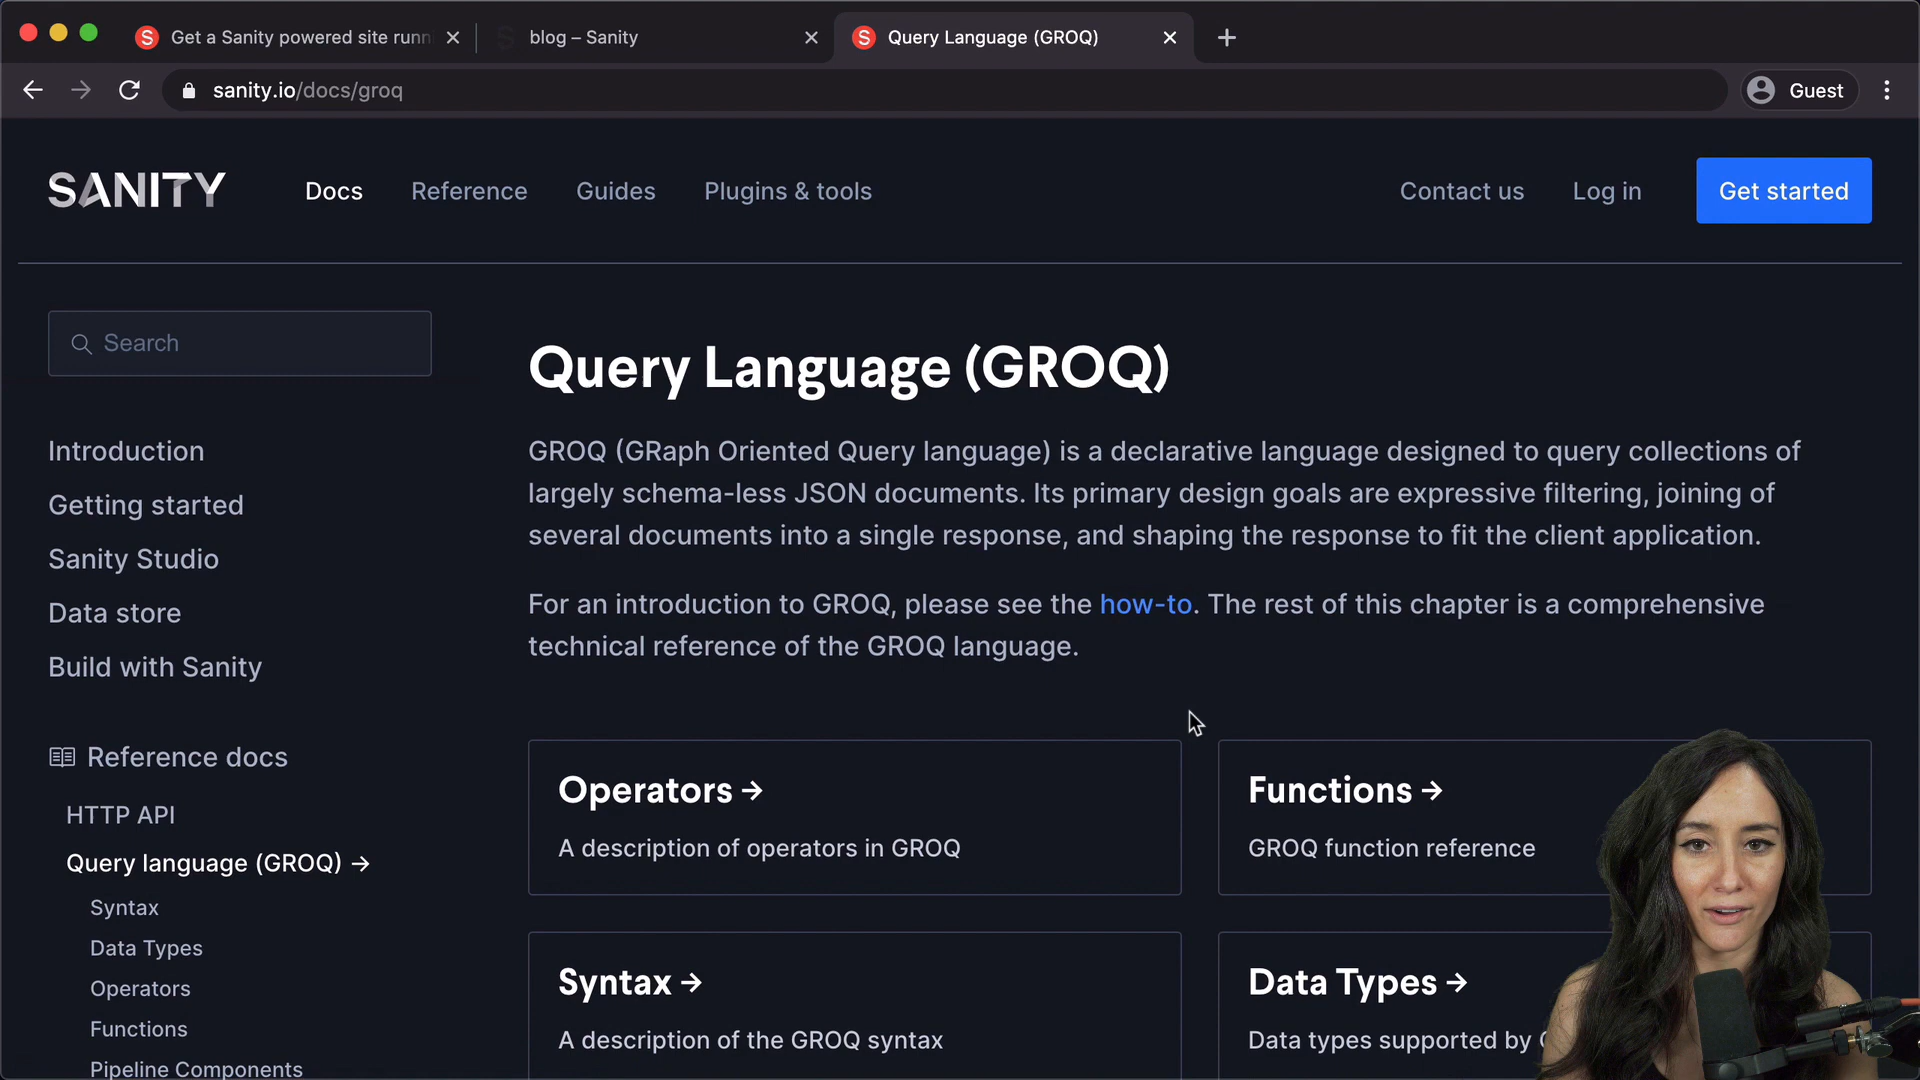 Get a Sanity powered site runn
blog – Sanity
Query Language (GROQ)
sanity.io/docs/groq
Guest
SANITY
Docs
Reference
Guides
Plugins & tools
Contact us
Log in
Get started
Search
Introduction
Getting started
Sanity Studio
Data store
Build with Sanity
Reference docs
HTTP API
Query language (GROQ) →
Syntax
Data Types
Operators
Functions
Pipeline Components
Query Language (GROQ)
GROQ (GRaph Oriented Query language) is a declarative language designed to query collections of
largely schema-less JSON documents. Its primary design goals are expressive filtering, joining of
several documents into a single response, and shaping the response to fit the client application.
For an introduction to GROQ, please see the how-to. The rest of this chapter is a comprehensive
technical reference of the GROQ language.
Operators →
A description of operators in GROQ
Functions →
GROQ function reference
Syntax →
A description of the GROQ syntax
Data Types →
Data types supported by